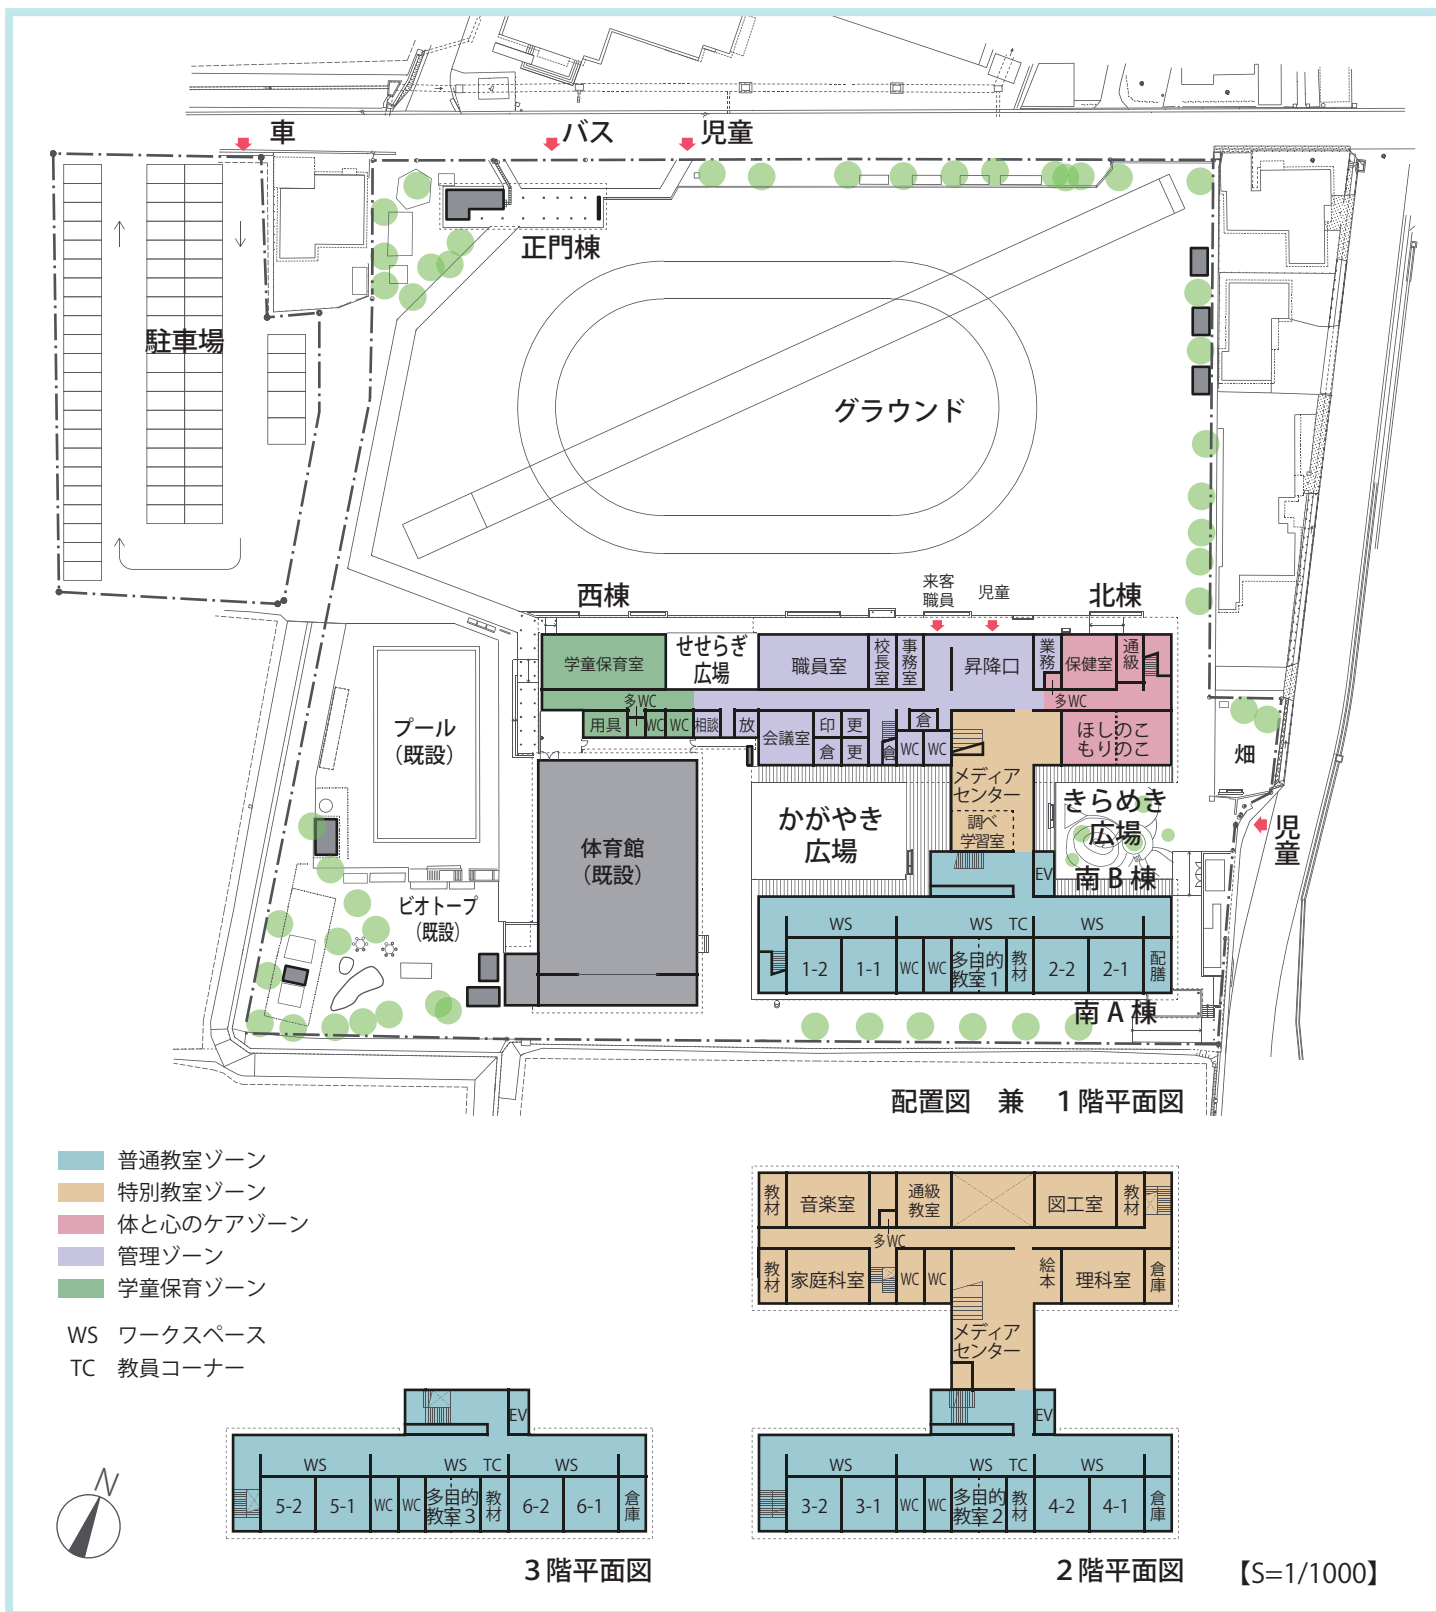 車
バス
児童
正門棟
駐車場
グラウンド
西棟
来客
職員
児童
北棟
学童保育室
せせらぎ
広場
職員室
校長室
事務室
昇降口
業務
保健室
通級
多WC
多WC
用具
WC
WC
相談
放
会議室
印
更
倉
更
倉
倉
WC
WC
ほしのこ
もりのこ
プール
(既設)
畑
メディア
センター
調べ
学習室
かがやき
広場
きらめき
広場
児童
体育館
(既設)
EV
南B棟
ビオトープ
(既設)
WS
WS
TC
WS
1-2
1-1
WC
WC
多目的
教室1
教材
2-2
2-1
配膳
南A棟
配置図 兼 1階平面図
普通教室ゾーン
特別教室ゾーン
体と心のケアゾーン
管理ゾーン
学童保育ゾーン
WS ワークスペース
TC 教員コーナー
教材
音楽室
通級
教室
図工室
教材
多WC
教材
家庭科室
WC
WC
絵本
理科室
倉庫
メディア
センター
EV
WS
WS
TC
WS
3-2
3-1
WC
WC
多目的
教室2
教材
4-2
4-1
倉庫
2階平面図
EV
WS
WS
TC
WS
5-2
5-1
WC
WC
多目的
教室3
教材
6-2
6-1
倉庫
3階平面図
N
【S=1/1000】